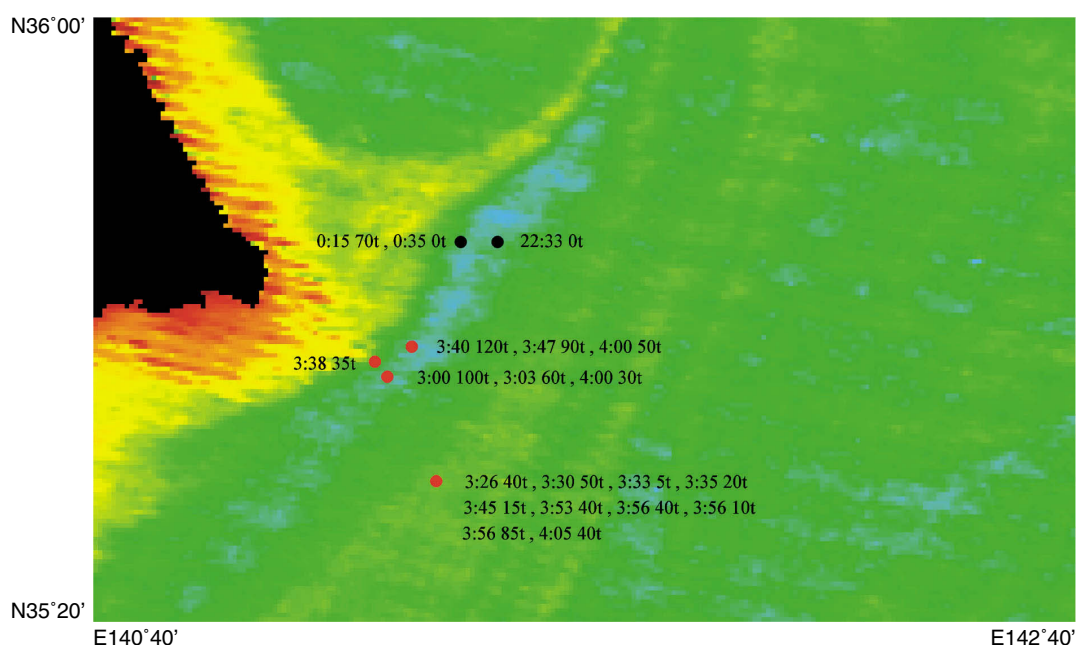 N36˚00'
0:15 70t , 0:35 0t 22:33 0t
3:40 120t , 3:47 90t , 4:00 50t
3:38 35t
3:00 100t , 3:03 60t , 4:00 30t
3:26 40t , 3:30 50t , 3:33 5t , 3:35 20t
3:45 15t , 3:53 40t , 3:56 40t , 3:56 10t
3:56 85t , 4:05 40t
N35˚20'
E140˚40' E142˚40'